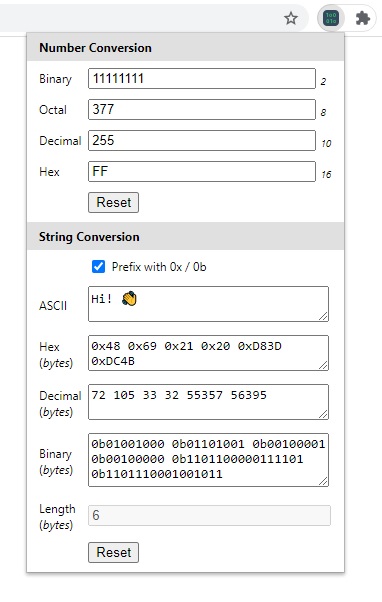 Number Conversion
Binary 11111111 2
Octal 377 8
Decimal 255 10
Hex FF 16
Reset
String Conversion
Prefix with 0x / 0b
ASCII Hi! 👋
Hex
(bytes)
0x48 0x69 0x21 0x20 0xD83D
0xDC4B
Decimal
(bytes)
72 105 33 32 55357 56395
Binary
(bytes)
0b01001000 0b01101001 0b00100001
0b00100000 0b1101100000111101
0b1101110001001011
Length
(bytes)
6
Reset